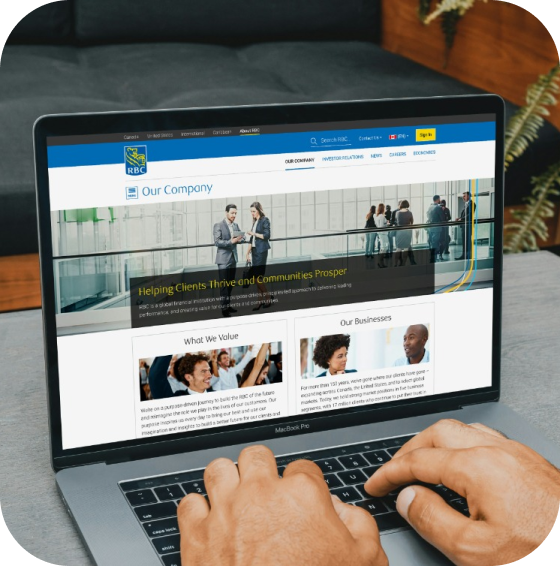 Canada
United States
International
About RBC
Search RBC...
Contact Us
Sign In
RBC
OUR COMPANY
INVESTOR RELATIONS
NEWS
CAREERS
ECONOMICS
Our Company
Helping Clients Thrive and Communities Prosper
RBC is a global financial institution with a purpose-driven, principles-led approach to delivering leading
performance, and creating value for our clients and communities.
What We Value
We're on a purpose-driven journey to build the RBC of the future
and reimagine the role we play in the lives of our customers. Our
purpose inspires us every day to bring our best and use our
imagination and insights to build a better future for our clients and
Our Businesses
For more than 150 years, we've gone where our clients have gone –
expanding across Canada, the United States and to select global
markets. Today, we hold strong market positions in five business
segments, with 17 million clients who continue to put their trust in
MacBook Pro
caps lock